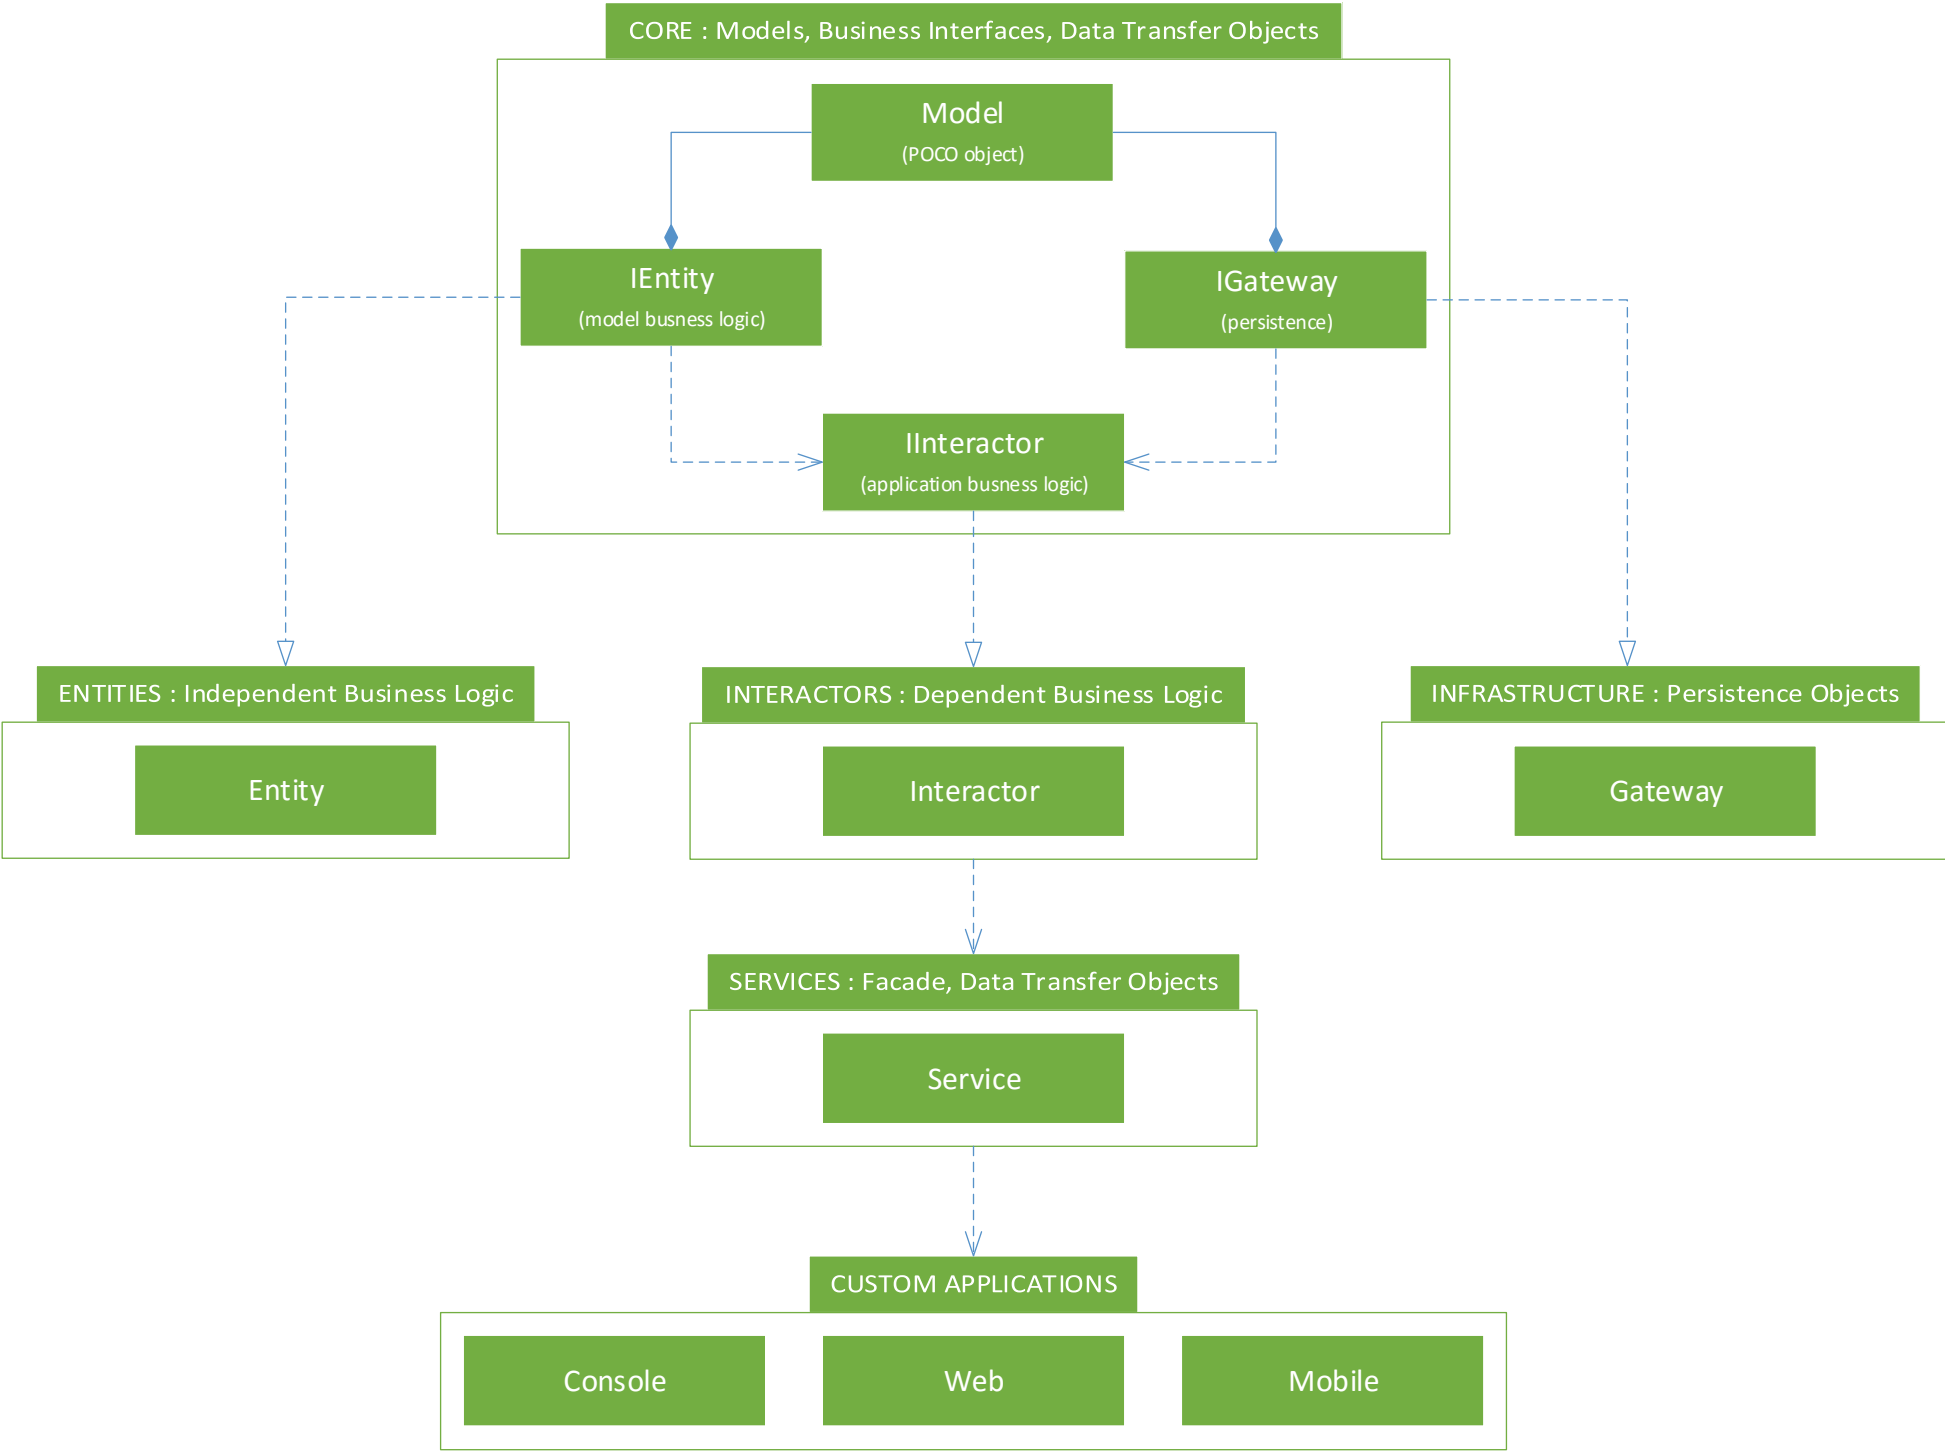 CORE : Models, Business Interfaces, Data Transfer Objects
Model
(POCO object)
IEntity
(model busness logic)
IGateway
(persistence)
IInteractor
(application busness logic)
ENTITIES : Independent Business Logic
INTERACTORS : Dependent Business Logic
INFRASTRUCTURE : Persistence Objects
Entity
Interactor
Gateway
SERVICES : Facade, Data Transfer Objects
Service
CUSTOM APPLICATIONS
Console
Web
Mobile